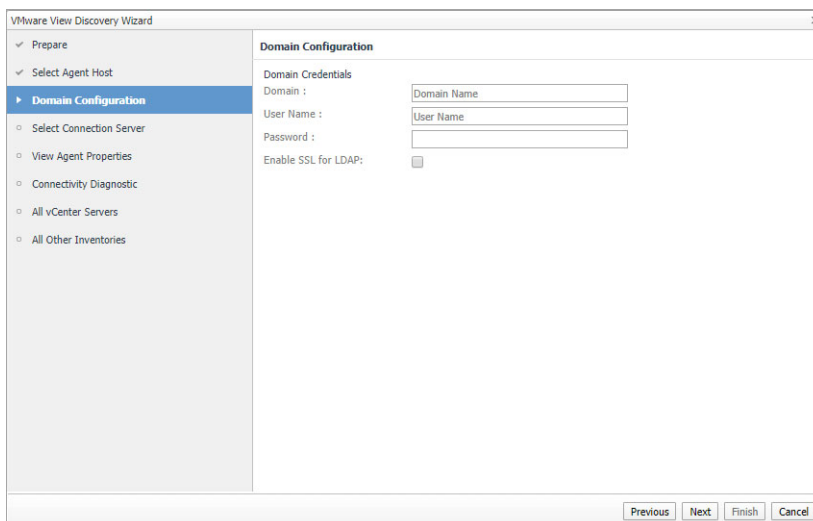 VMware View Discovery Wizard
Prepare
Select Agent Host
Domain Configuration
Select Connection Server
View Agent Properties
Connectivity Diagnostic
All vCenter Servers
All Other Inventories
Domain Configuration
Domain Credentials
Domain :
Domain Name
User Name :
User Name
Password :
Enable SSL for LDAP:
Previous
Next
Finish
Cancel